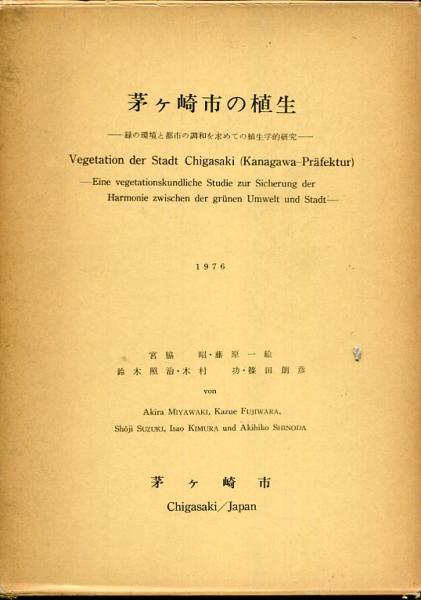 茅ヶ崎市の植生
——緑の環境と都市の調和を求めての植生学的研究——
Vegetation der Stadt Chigasaki (Kanagawa-Präfektur)
—Eine vegetationskundliche Studie zur Sicherung der
Harmonie zwischen der grünen Umwelt und Stadt—
1976
宮脇 昭・藤原一絵
鈴木照治・木村 功・篠田朗彦
von
Akira MIYAWAKI, Kazue FUJIWARA,
Shôji SUZUKI, Isao KIMURA und Akihiko SHINODA
茅ヶ崎市
Chigasaki/Japan